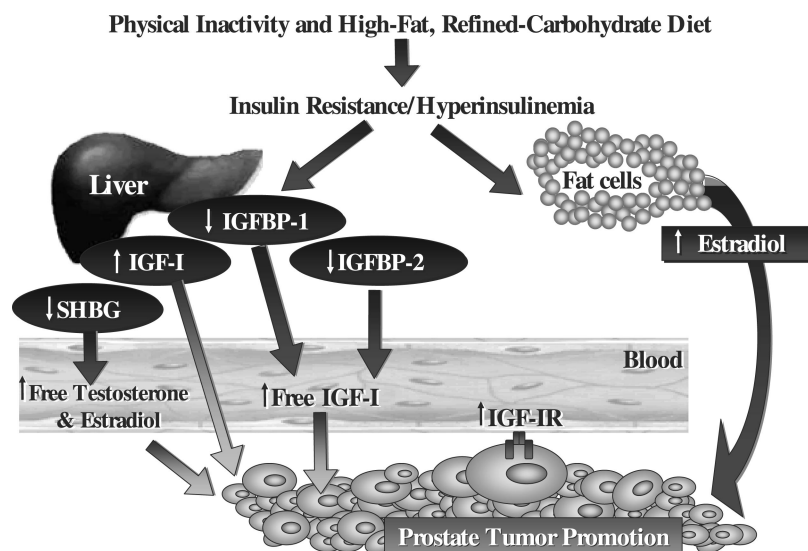 Physical Inactivity and High-Fat, Refined-Carbohydrate Diet
Insulin Resistance/Hyperinsulinemia
Liver
Fat cells
↓ IGFBP-1
↑ Estradiol
↑ IGF-I
↓IGFBP-2
↓SHBG
Blood
↑Free Testosterone
& Estradiol
↑Free IGF-I
↑IGF-IR
Prostate Tumor Promotion